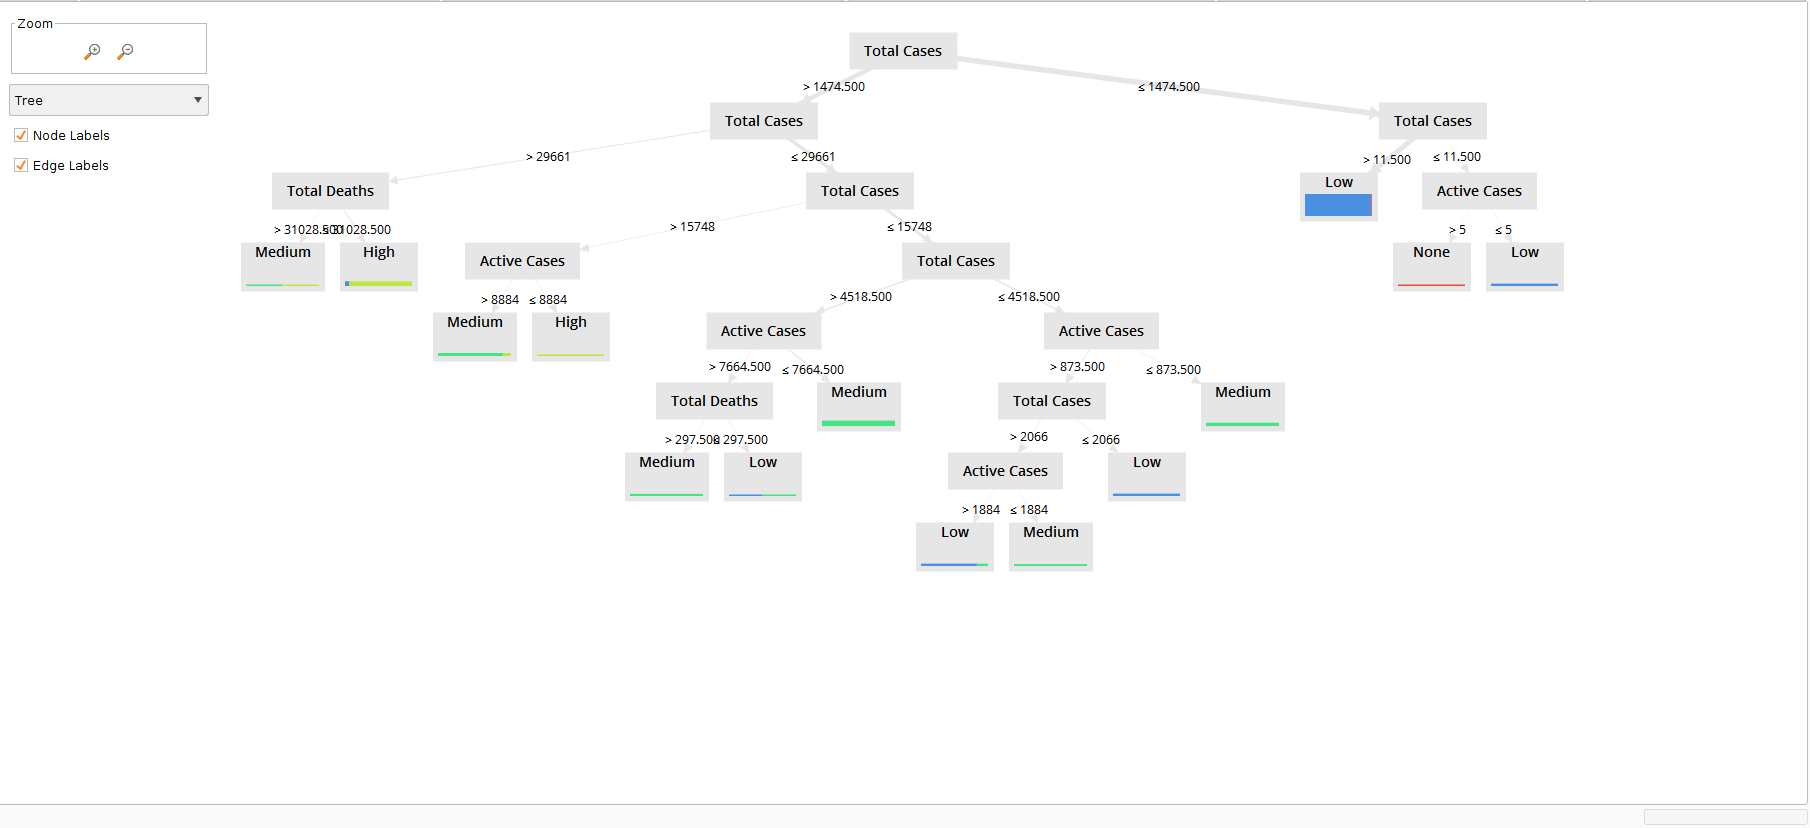 Zoom
Tree
Node Labels
Edge Labels
Total Cases
> 1474.500
≤ 1474.500
Total Cases
Total Cases
> 29661
≤ 29661
> 11.500
≤ 11.500
Total Deaths
Total Cases
Low
Active Cases
> 31028.500
≤ 31028.500
> 15748
≤ 15748
> 5
≤ 5
Medium
High
Active Cases
Total Cases
None
Low
> 8884
≤ 8884
> 4518.500
≤ 4518.500
Medium
High
Active Cases
Active Cases
> 7664.500
≤ 7664.500
> 873.500
≤ 873.500
Total Deaths
Medium
Total Cases
Medium
> 297.500
≤ 297.500
> 2066
≤ 2066
Medium
Low
Active Cases
Low
> 1884
≤ 1884
Low
Medium